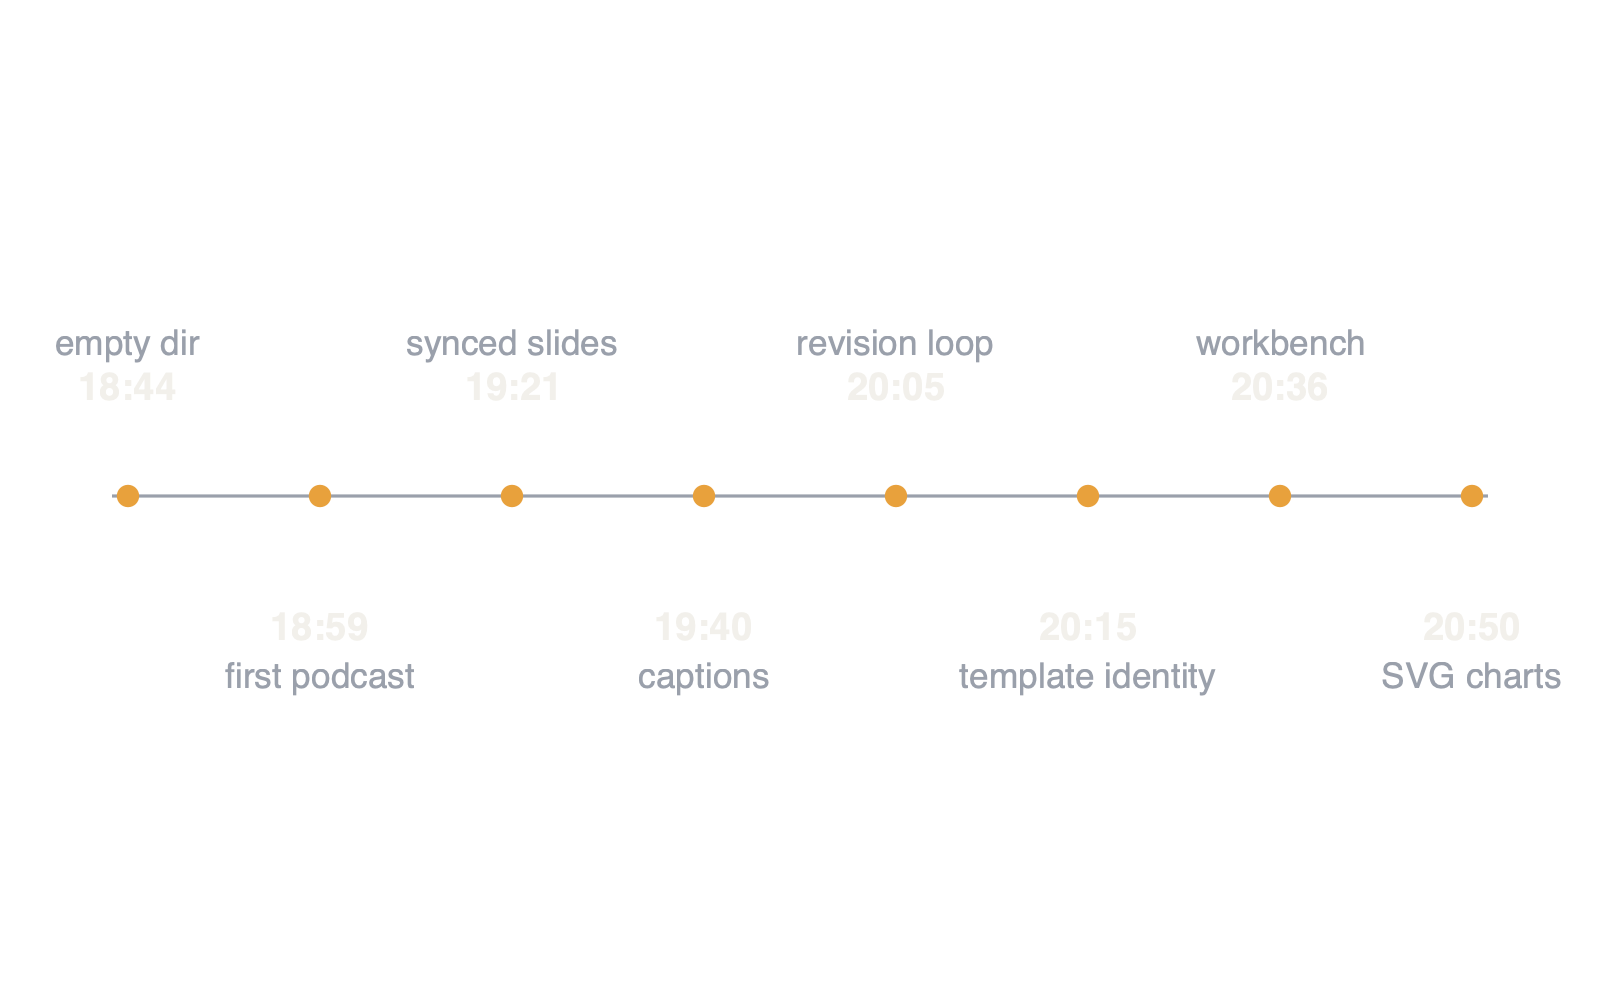 empty dir
18:44
synced slides
19:21
revision loop
20:05
workbench
20:36
18:59
first podcast
19:40
captions
20:15
template identity
20:50
SVG charts